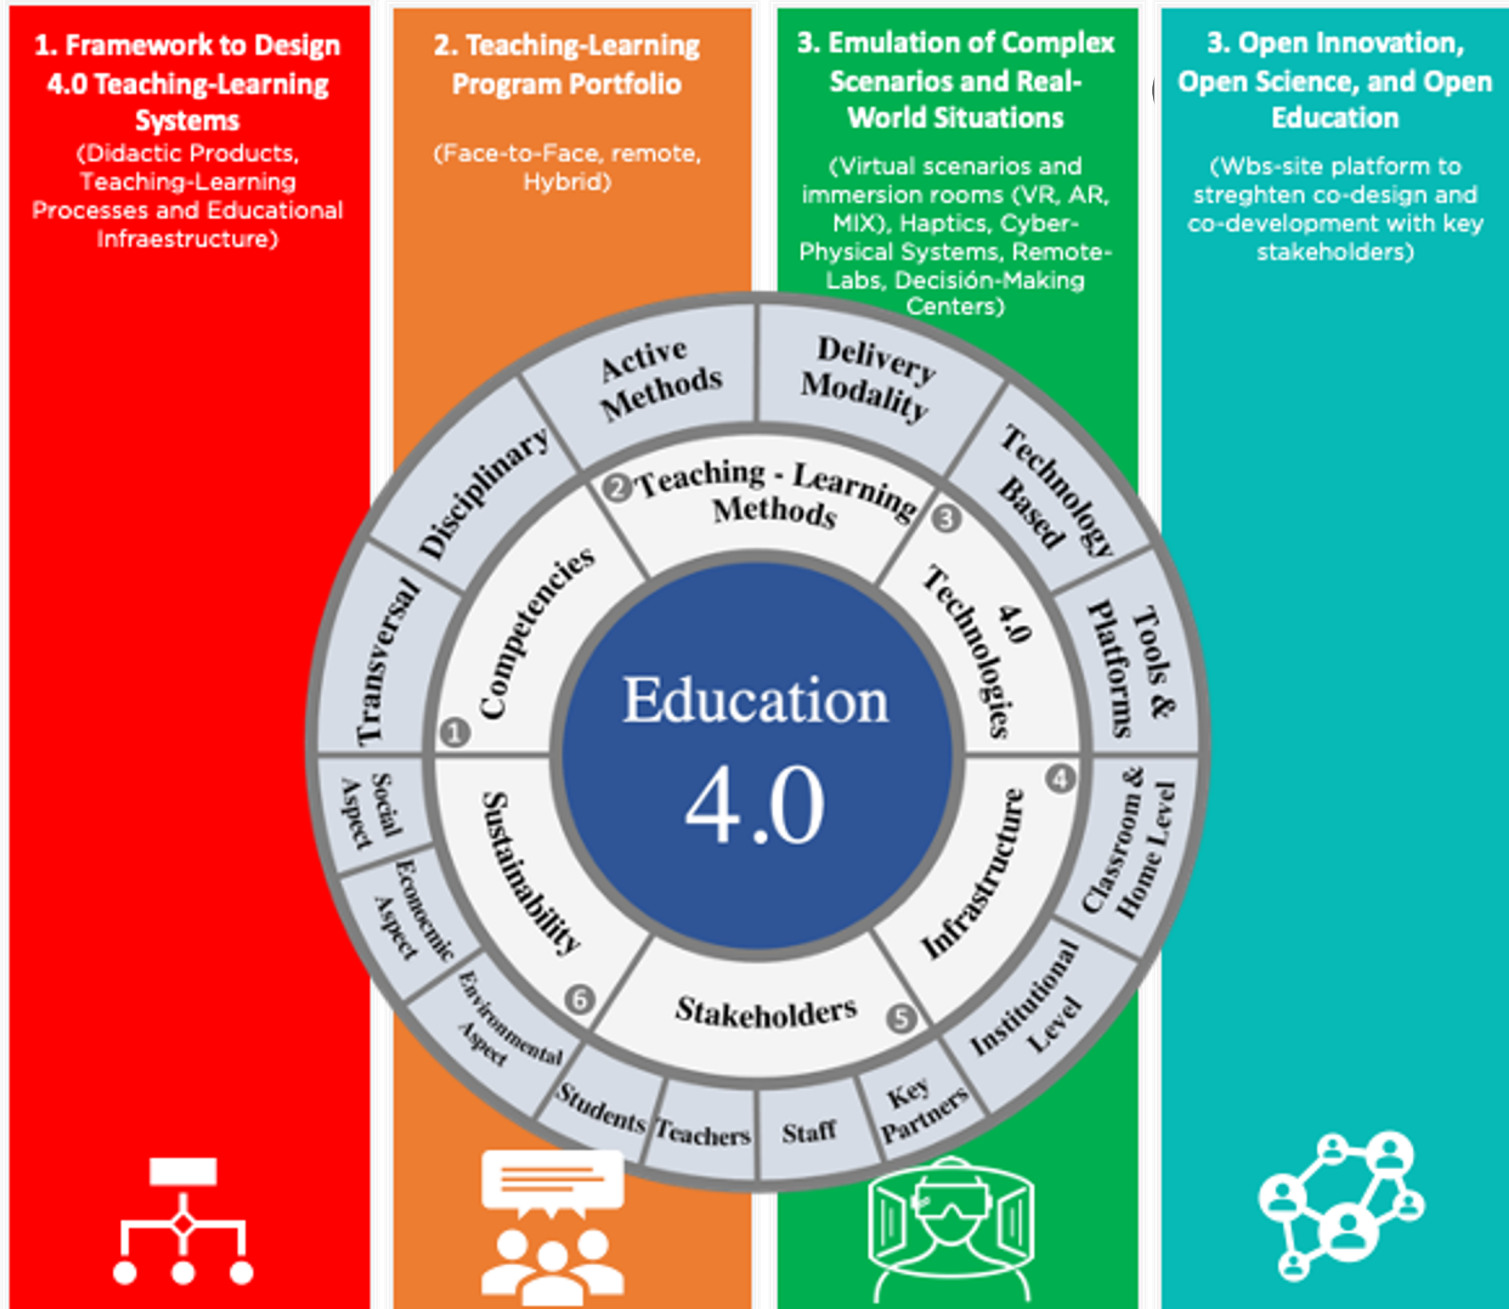 1. Framework to Design
4.0 Teaching-Learning
Systems
(Didactic Products,
Teaching-Learning
Processes and Educational
Infraestructure)
2. Teaching-Learning
Program Portfolio
(Face-to-Face, remote,
Hybrid)
3. Emulation of Complex
Scenarios and Real-
World Situations
(Virtual scenarios and
immersion rooms (VR, AR,
MIX), Haptics, Cyber-
Physical Systems, Remote-
Labs, Decisión-Making
Centers)
3. Open Innovation,
Open Science, and Open
Education
(Wbs-site platform to
streghten co-design and
co-development with key
stakeholders)
Education
4.0
1
Competencies
2
Teaching - Learning
Methods
3
4.0
Technologies
4
Infrastructure
5
Stakeholders
6
Sustainability
Transversal
Disciplinary
Active
Methods
Delivery
Modality
Technology
Based
Tools &
Platforms
Classroom &
Home Level
Institutional
Level
Key
Partners
Staff
Teachers
Students
Environmental
Aspect
Econocmic
Aspect
Social
Aspect